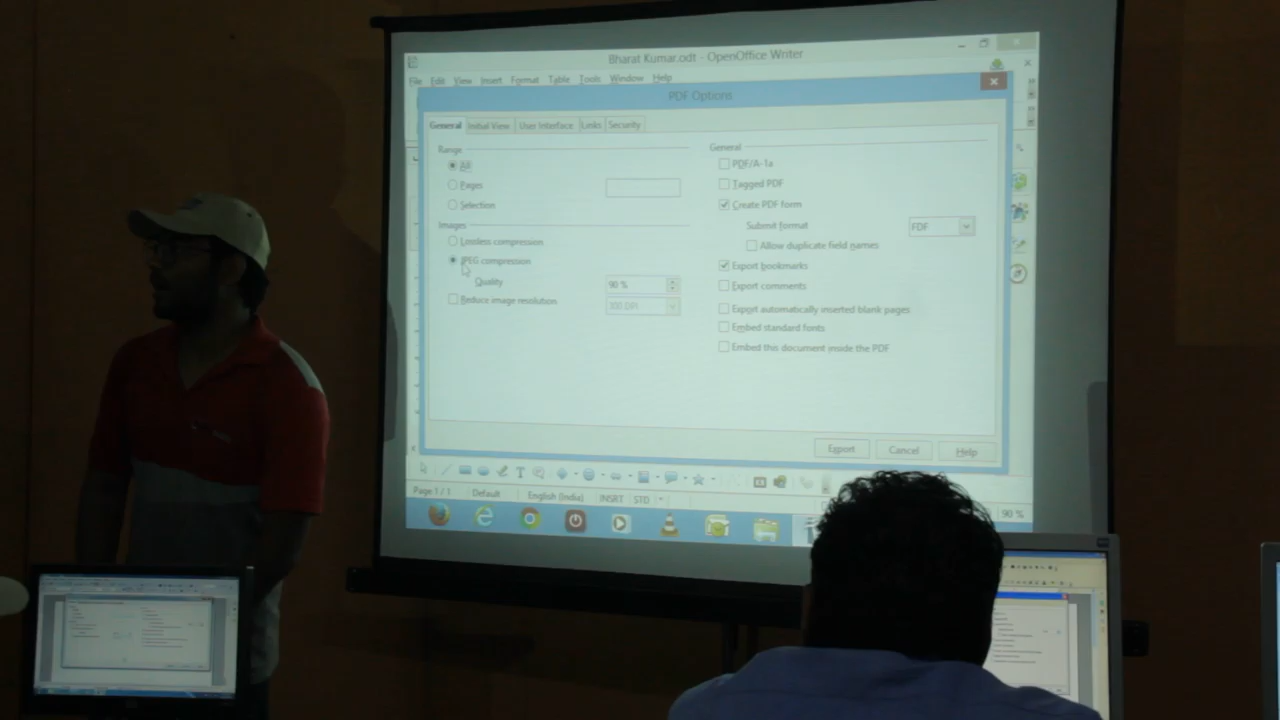 Bharat Kumar.odt - OpenOffice Writer
File Edit View Insert Format Table Tools Window Help
PDF Options
General Initial View User Interface Links Security
Range
All
Pages
Selection
Images
Lossless compression
JPEG compression
Quality 90 %
Reduce image resolution 300 DPI
General
PDF/A-1a
Tagged PDF
Create PDF form
Submit format FDF
Allow duplicate field names
Export bookmarks
Export comments
Export automatically inserted blank pages
Embed standard fonts
Embed this document inside the PDF
Export Cancel Help
Page 1 / 1 Default English (India) INSRT STD 90 %